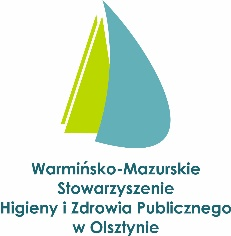 Warmińsko-Mazurskie
Stowarzyszenie
Higieny i Zdrowia Publicznego
w Olsztynie